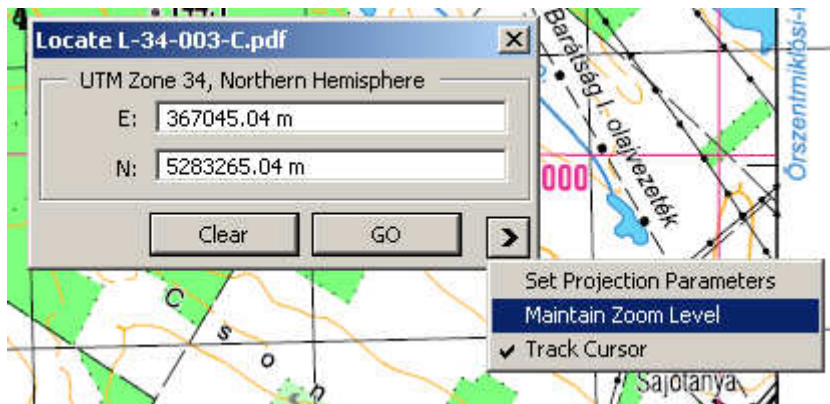 Locate L-34-003-C.pdf
UTM Zone 34, Northern Hemisphere
E: 367045.04 m
N: 5283265.04 m
Clear GO >
Set Projection Parameters
Maintain Zoom Level
Track Cursor
Barátság I. olajvezeték
000
C s o n
Sajótanya